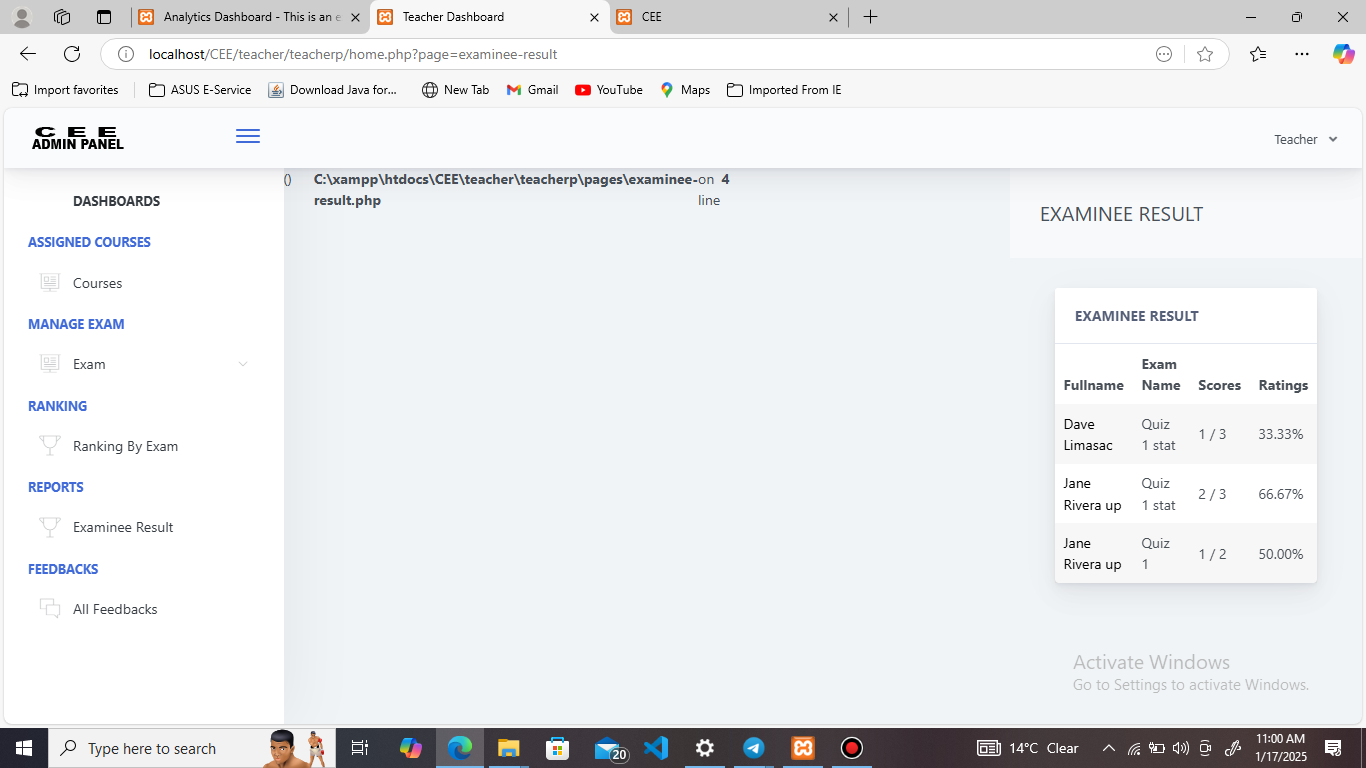 Analytics Dashboard - This is an e
Teacher Dashboard
CEE
localhost/CEE/teacher/teacherp/home.php?page=examinee-result
Import favorites
ASUS E-Service
Download Java for...
New Tab
Gmail
YouTube
Maps
Imported From IE
CEE
ADMIN PANEL
Teacher
DASHBOARDS
ASSIGNED COURSES
Courses
MANAGE EXAM
Exam
RANKING
Ranking By Exam
REPORTS
Examinee Result
FEEDBACKS
All Feedbacks
()
C:\xampp\htdocs\CEE\teacher\teacherp\pages\examinee-
result.php
on
line
4
EXAMINEE RESULT
EXAMINEE RESULT
Fullname Exam Name Scores Ratings
Dave Limasac Quiz 1 stat 1 / 3 33.33%
Jane Rivera up Quiz 1 stat 2 / 3 66.67%
Jane Rivera up Quiz 1 1 / 2 50.00%
Activate Windows
Go to Settings to activate Windows.
Type here to search
20
14°C Clear
11:00 AM
1/17/2025